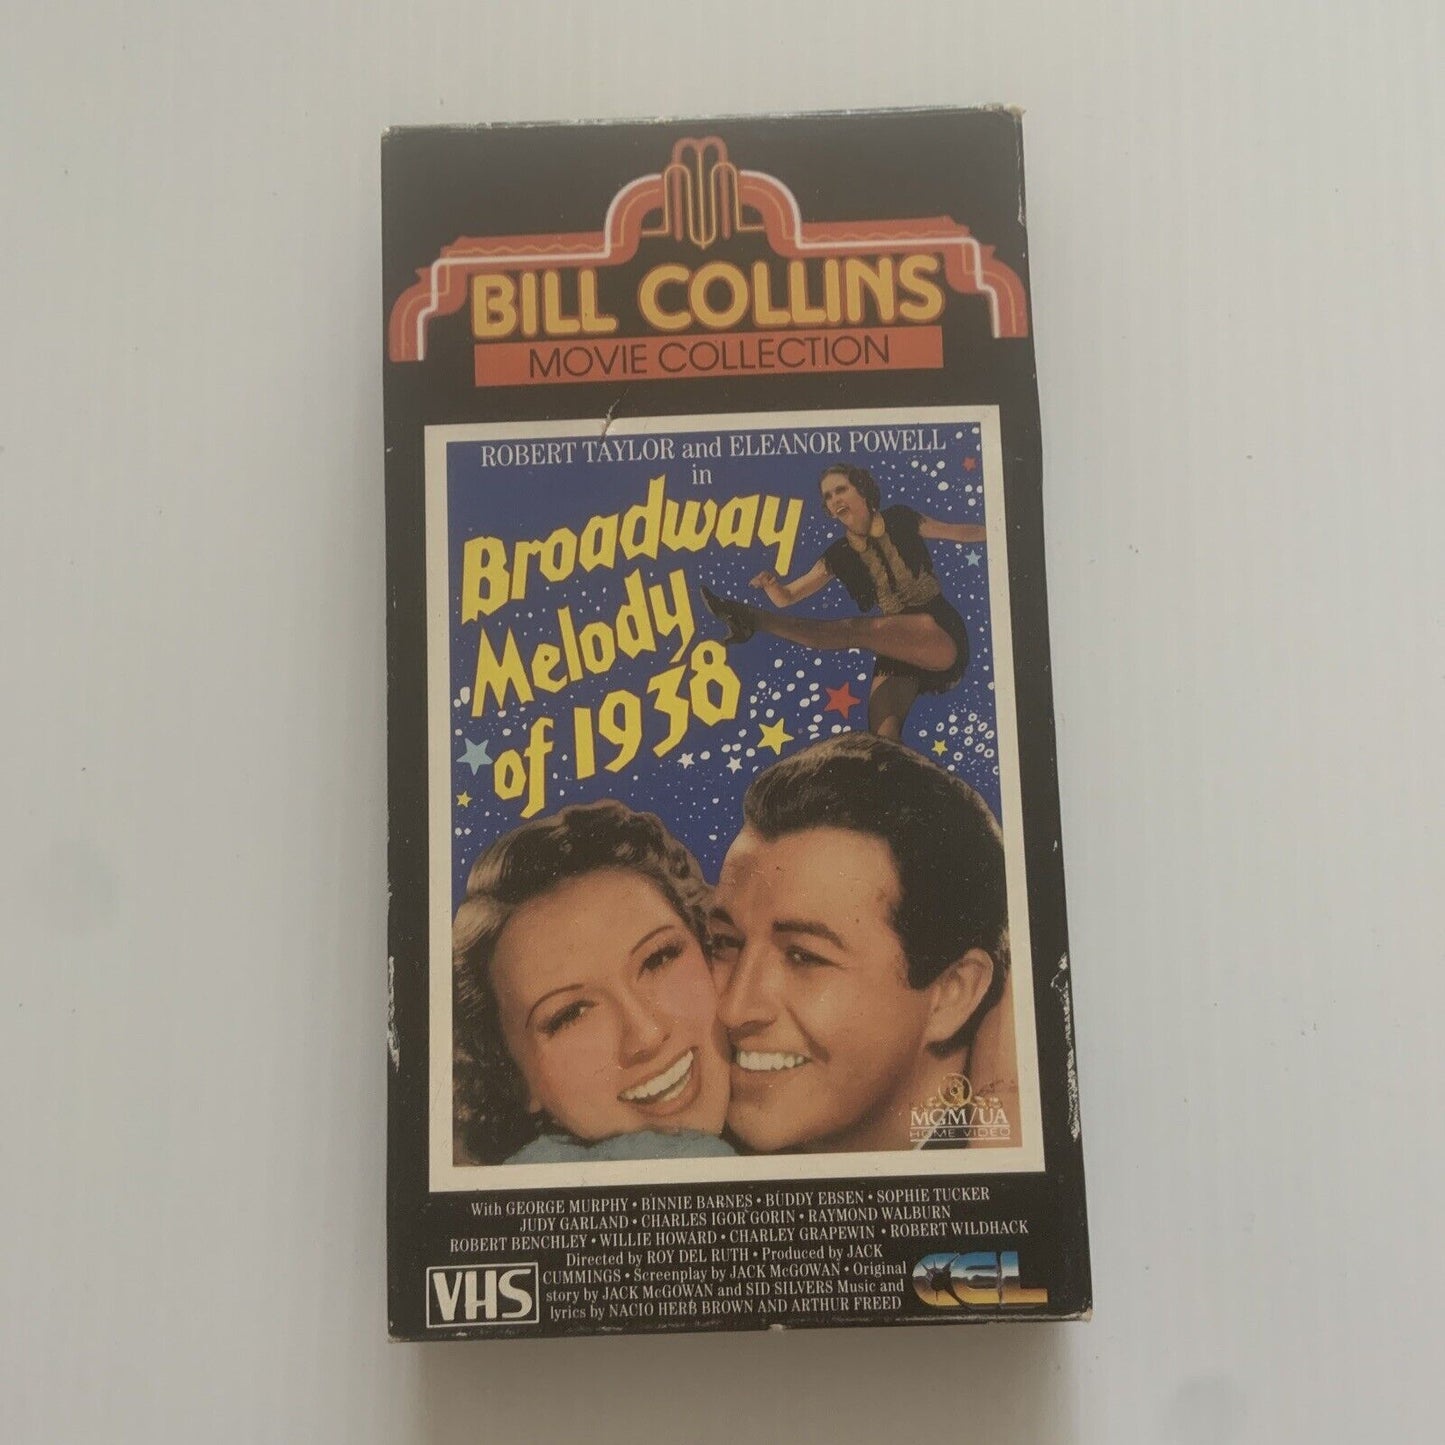 BILL COLLINS
MOVIE COLLECTION
ROBERT TAYLOR and ELEANOR POWELL
in
Broadway
Melody
of 1938
MGM/UA
HOME VIDEO
With GEORGE MURPHY • BINNIE BARNES • BUDDY EBSEN • SOPHIE TUCKER
JUDY GARLAND • CHARLES IGOR GORIN • RAYMOND WALBURN
ROBERT BENCHLEY • WILLIE HOWARD • CHARLEY GRAPEWIN • ROBERT WILDHACK
Directed by ROY DEL RUTH • Produced by JACK
CUMMINGS • Screenplay by JACK McGOWAN • Original
story by JACK McGOWAN and SID SILVERS Music and
lyrics by NACIO HERB BROWN AND ARTHUR FREED
VHS
CEL